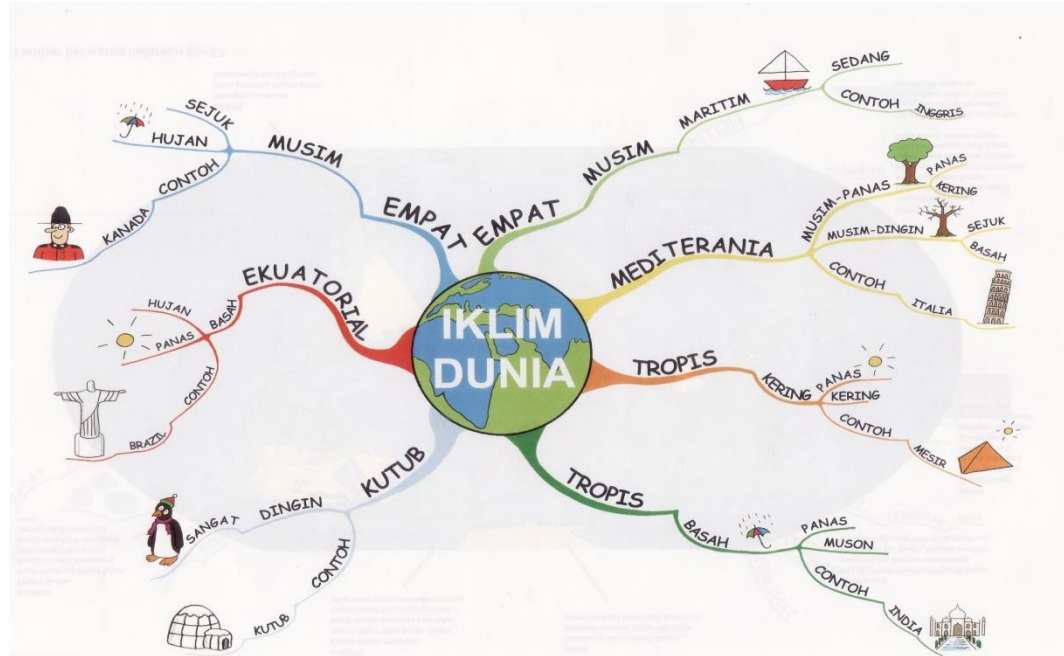 IKLIM
DUNIA
EMPAT
MUSIM
MARITIM
SEDANG
CONTOH
INGGRIS
MEDITERANIA
MUSIM-PANAS
PANAS
KERING
MUSIM-DINGIN
SEJUK
BASAH
CONTOH
ITALIA
TROPIS
KERING
PANAS
KERING
CONTOH
MESIR
TROPIS
BASAH
PANAS
MUSON
CONTOH
INDIA
KUTUB
DINGIN
SANGAT
CONTOH
KUTUB
EKUATORIAL
BASAH
HUJAN
PANAS
CONTOH
BRAZIL
EMPAT
MUSIM
SEJUK
HUJAN
CONTOH
KANADA